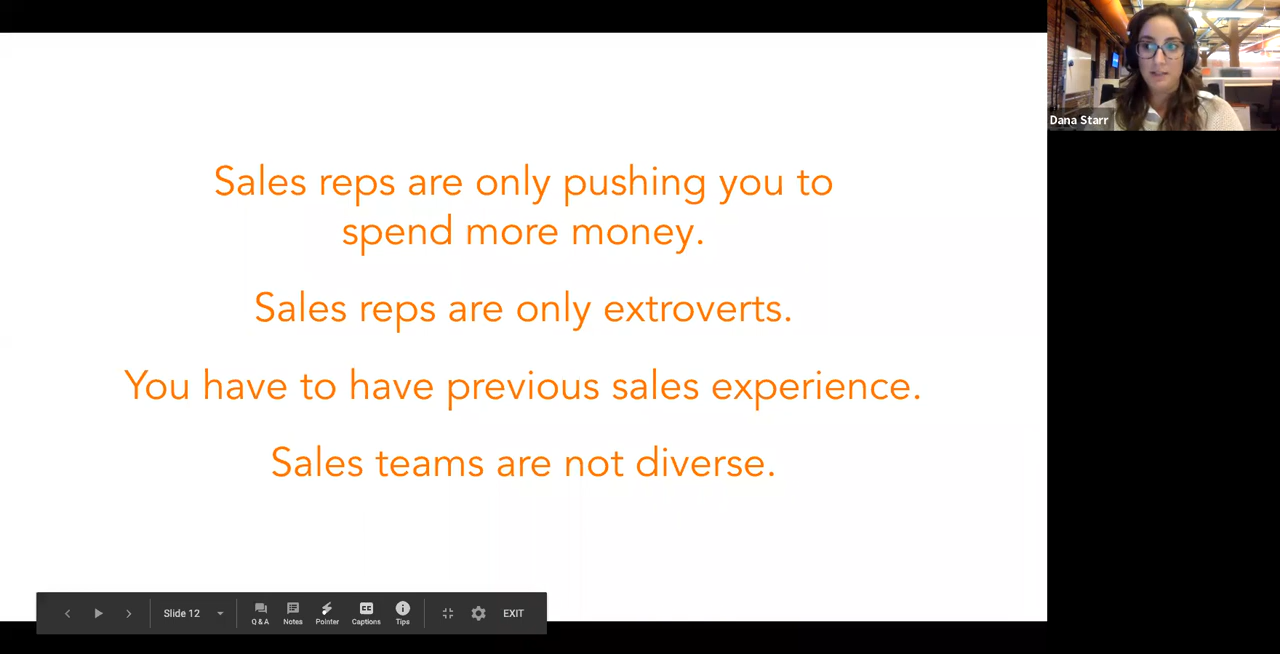 Sales reps are only pushing you to
spend more money.
Sales reps are only extroverts.
You have to have previous sales experience.
Sales teams are not diverse.
Dana Starr
Slide 12
Q & A
Notes
Pointer
CC
Captions
Tips
EXIT